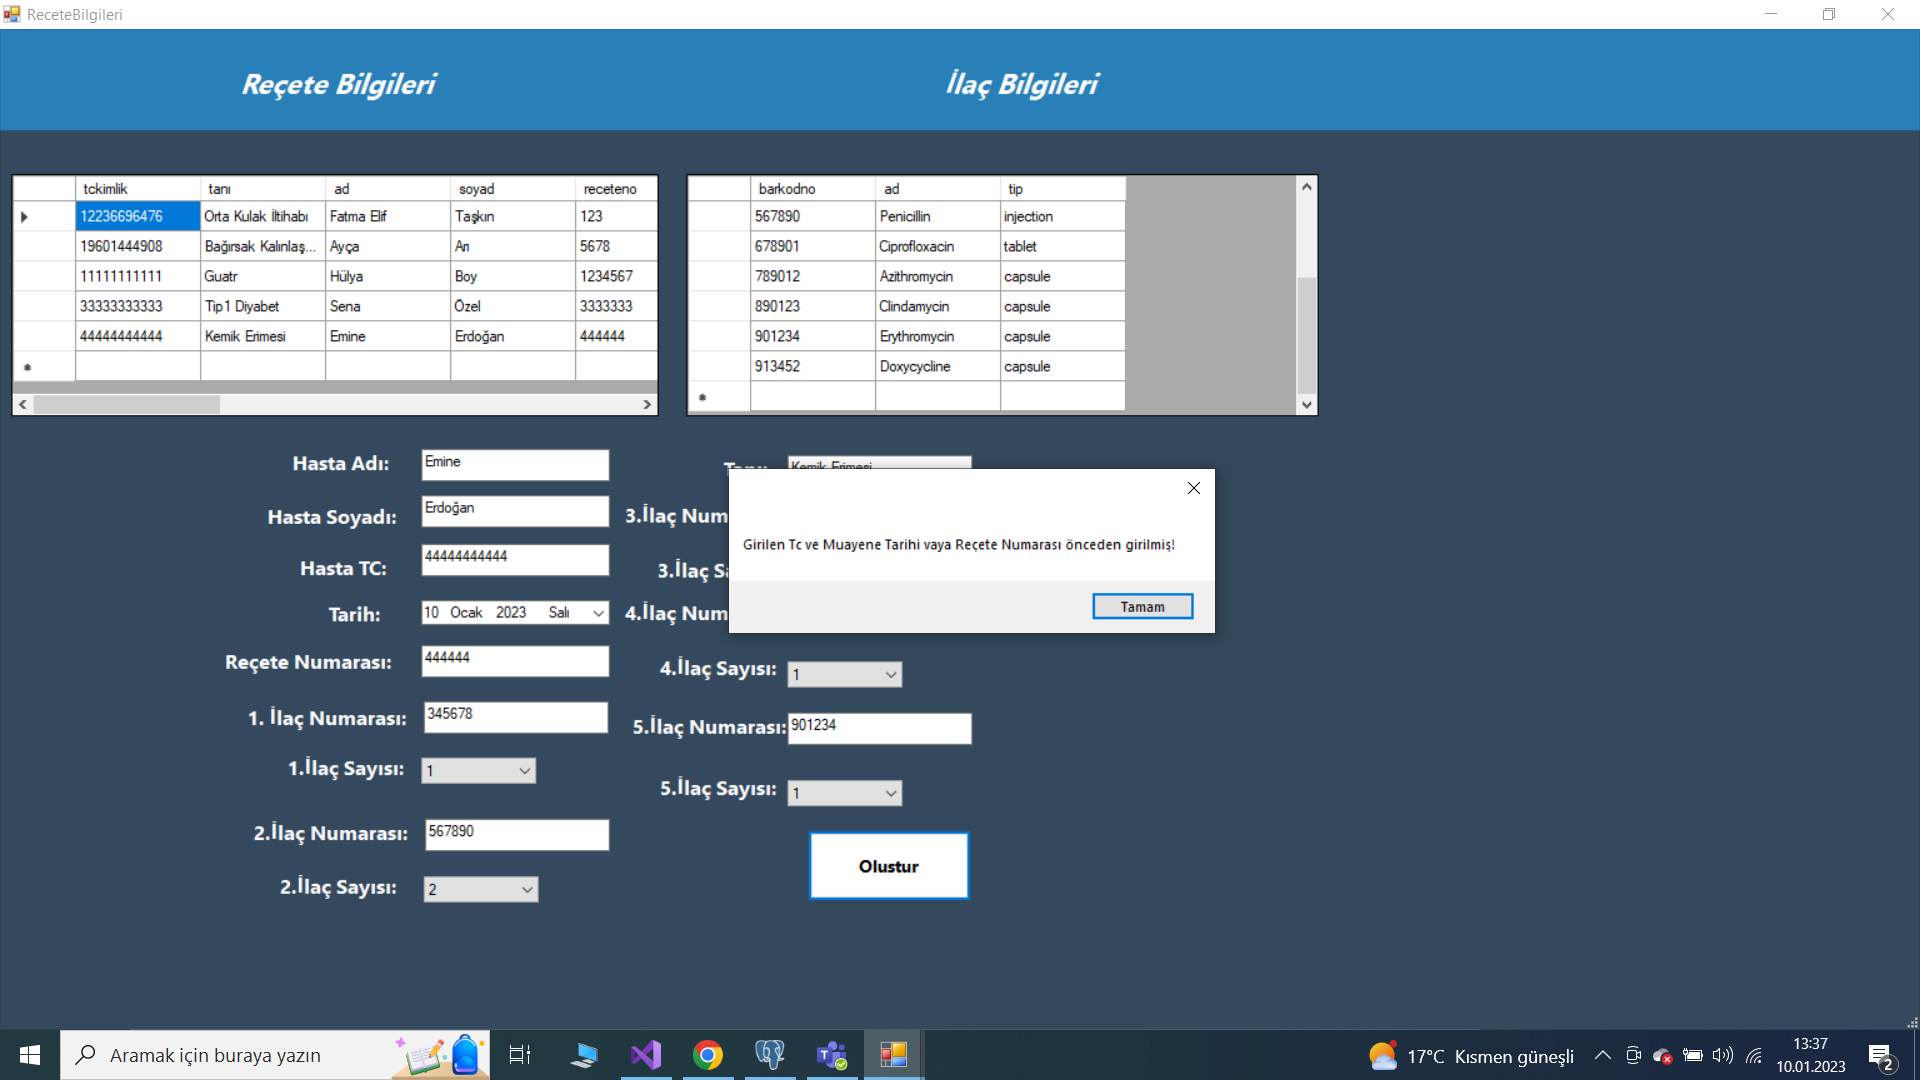 ReceteBilgileri
Reçete Bilgileri
İlaç Bilgileri
tckimlik tanı ad soyad receteno
12236696476 Orta Kulak İltihabı Fatma Elif Taşkın 123
19601444908 Bağırsak Kalınlaş... Ayça Arı 5678
11111111111 Guatr Hülya Boy 1234567
33333333333 Tip1 Diyabet Sena Özel 3333333
44444444444 Kemik Erimesi Emine Erdoğan 444444
barkodno ad tip
567890 Penicillin injection
678901 Ciprofloxacin tablet
789012 Azithromycin capsule
890123 Clindamycin capsule
901234 Erythromycin capsule
913452 Doxycycline capsule
Hasta Adı: Emine
Hasta Soyadı: Erdoğan
Hasta TC: 44444444444
Tarih: 10 Ocak 2023 Salı
Reçete Numarası: 444444
1. İlaç Numarası: 345678
1.İlaç Sayısı: 1
2.İlaç Numarası: 567890
2.İlaç Sayısı: 2
Kemik Erimesi
3.İlaç Num
3.İlaç Sa
4.İlaç Num
4.İlaç Sayısı: 1
5.İlaç Numarası: 901234
5.İlaç Sayısı: 1
Olustur
Girilen Tc ve Muayene Tarihi vaya Reçete Numarası önceden girilmiş!
Tamam
Aramak için buraya yazın
17°C Kısmen güneşli
13:37
10.01.2023
2